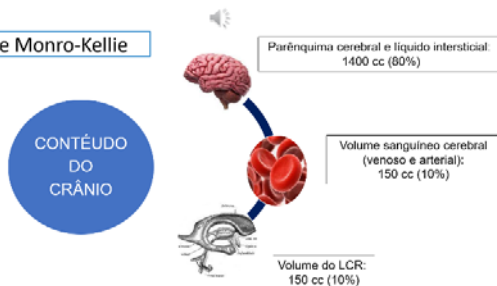 e Monro-Kellie
CONTÉUDO
DO
CRÂNIO
Parênquima cerebral e líquido intersticial:
1400 cc (80%)
Volume sanguíneo cerebral
(venoso e arterial):
150 cc (10%)
Volume do LCR:
150 cc (10%)